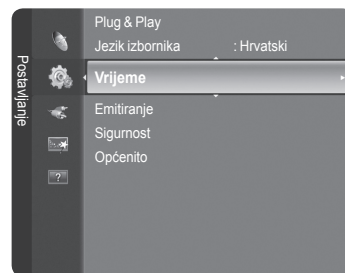 Postavljanje
Plug & Play
Jezik izbornika : Hrvatski
Vrijeme
Emitiranje
Sigurnost
Općenito
?